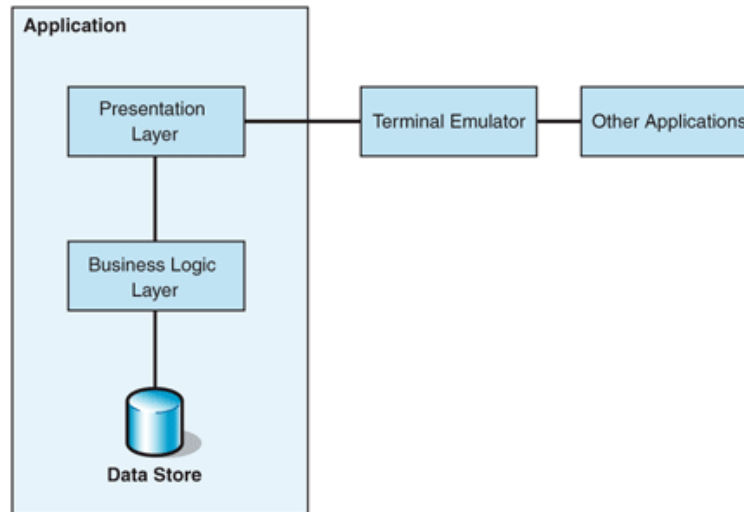 Application
Presentation
Layer
Terminal Emulator
Other Applications
Business Logic
Layer
Data Store